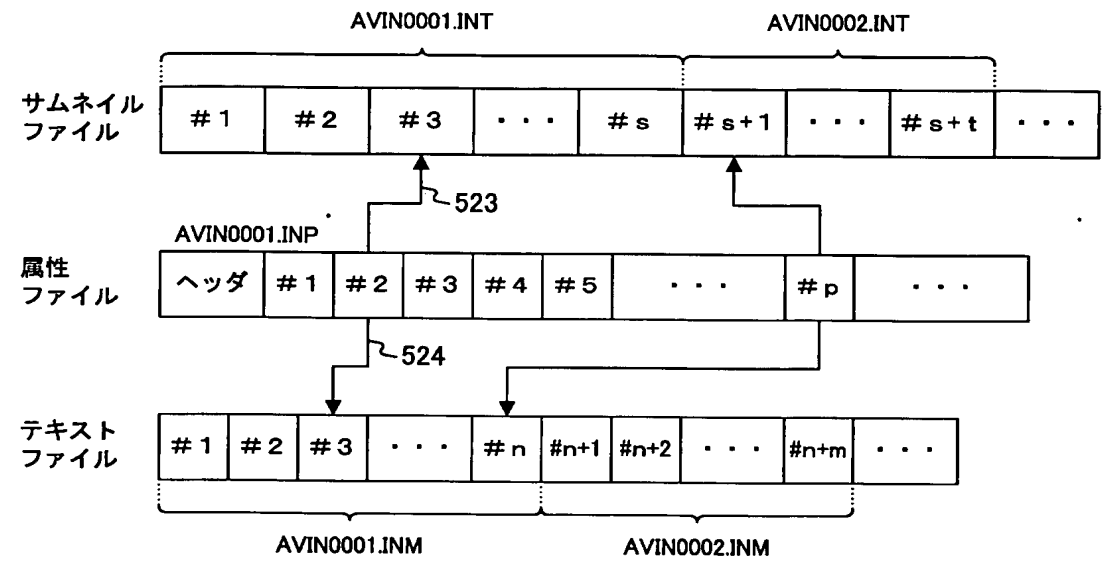 AVIN0001.INT
AVIN0002.INT
サムネイル
ファイル
#1 #2 #3 ・・・ #s #s+1 ・・・ #s+t ・・・
523
AVIN0001.INP
属性
ファイル
ヘッダ #1 #2 #3 #4 #5 ・・・ #p ・・・
524
テキスト
ファイル
#1 #2 #3 ・・・ #n #n+1 #n+2 ・・・ #n+m ・・・
AVIN0001.INM
AVIN0002.INM